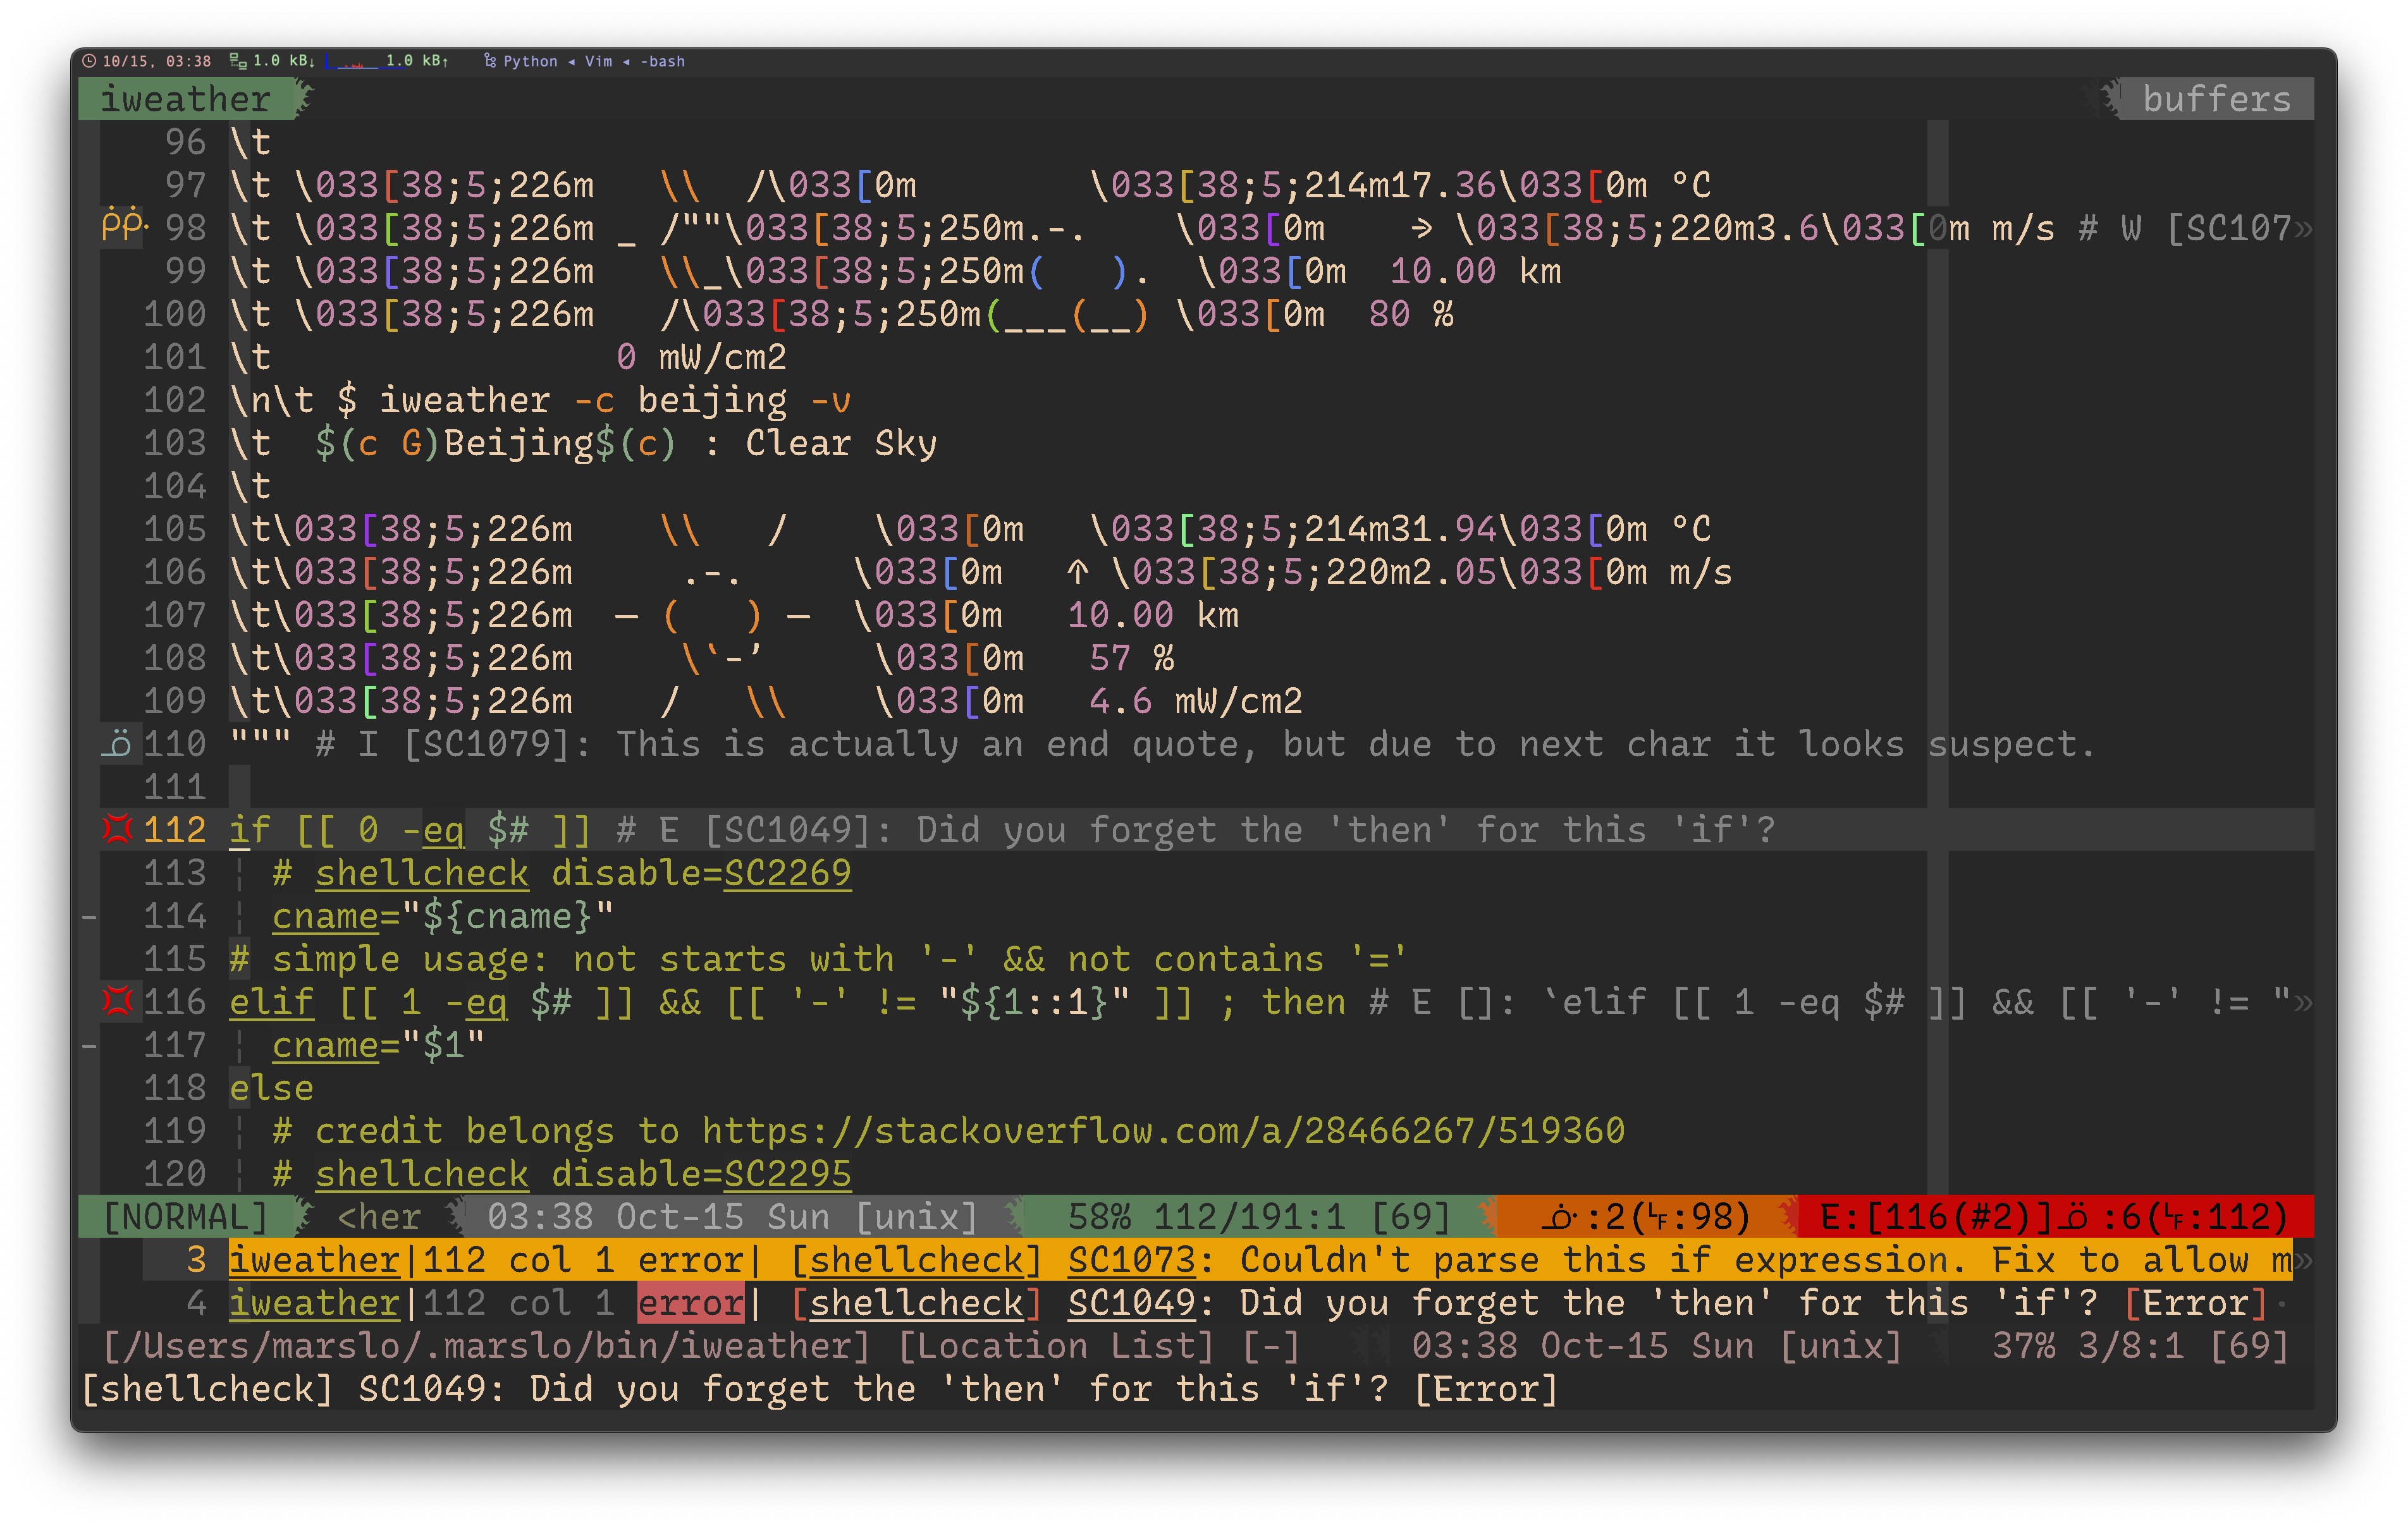 10/15, 03:38 1.0 kB↓ 1.0 kB↑ Python ◂ Vim ◂ -bash
iweather buffers
96 \t
97 \t \033[38;5;226m   \\  /\033[0m        \033[38;5;214m17.36\033[0m °C
98 \t \033[38;5;226m _ /""\033[38;5;250m.-.    \033[0m    → \033[38;5;220m3.6\033[0m m/s # W [SC107»
99 \t \033[38;5;226m   \\_\033[38;5;250m(   ).  \033[0m  10.00 km
100 \t \033[38;5;226m   /\033[38;5;250m(___(__) \033[0m  80 %
101 \t                0 mW/cm2
102 \n\t $ iweather -c beijing -v
103 \t  $(c G)Beijing$(c) : Clear Sky
104 \t
105 \t\033[38;5;226m    \\   /    \033[0m   \033[38;5;214m31.94\033[0m °C
106 \t\033[38;5;226m     .-.     \033[0m   ↑ \033[38;5;220m2.05\033[0m m/s
107 \t\033[38;5;226m  – (   ) –  \033[0m   10.00 km
108 \t\033[38;5;226m     \`-’     \033[0m   57 %
109 \t\033[38;5;226m    /   \\    \033[0m   4.6 mW/cm2
110 """ # I [SC1079]: This is actually an end quote, but due to next char it looks suspect.
111
112 if [[ 0 -eq $# ]] # E [SC1049]: Did you forget the 'then' for this 'if'?
113 ¦ # shellcheck disable=SC2269
– 114 ¦ cname="${cname}"
115 # simple usage: not starts with '-' && not contains '='
116 elif [[ 1 -eq $# ]] && [[ '-' != "${1::1}" ]] ; then # E []: `elif [[ 1 -eq $# ]] && [[ '-' != "»
– 117 ¦ cname="$1"
118 else
119 ¦ # credit belongs to https://stackoverflow.com/a/28466267/519360
120 ¦ # shellcheck disable=SC2295
[NORMAL] <her 03:38 Oct-15 Sun [unix] 58% 112/191:1 [69] :2(LF:98) E:[116(#2)] :6(LF:112)
3 iweather|112 col 1 error| [shellcheck] SC1073: Couldn't parse this if expression. Fix to allow m»
4 iweather|112 col 1 error| [shellcheck] SC1049: Did you forget the 'then' for this 'if'? [Error]·
[/Users/marslo/.marslo/bin/iweather] [Location List] [-] 03:38 Oct-15 Sun [unix] 37% 3/8:1 [69]
[shellcheck] SC1049: Did you forget the 'then' for this 'if'? [Error]